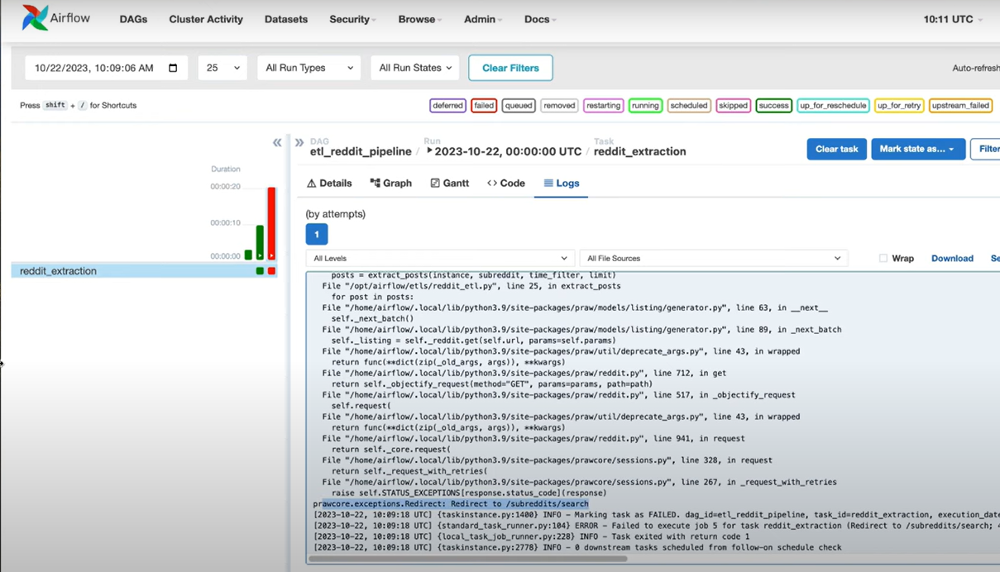 Airflow DAGs Cluster Activity Datasets Security Browse Admin Docs 10:11 UTC
10/22/2023, 10:09:06 AM 25 All Run Types All Run States Clear Filters Auto-refresh
Press shift + / for Shortcuts deferred failed queued removed restarting running scheduled skipped success up_for_reschedule up_for_retry upstream_failed
DAG Run Task
etl_reddit_pipeline / 2023-10-22, 00:00:00 UTC / reddit_extraction Clear task Mark state as... Filter
Duration
00:00:20
00:00:10
00:00:00
reddit_extraction
Details Graph Gantt Code Logs
(by attempts)
1
All Levels All File Sources Wrap Download Se
posts = extract_posts(instance, subreddit, time_filter, limit)
File "/opt/airflow/etls/reddit_etl.py", line 25, in extract_posts
for post in posts:
File "/home/airflow/.local/lib/python3.9/site-packages/praw/models/listing/generator.py", line 63, in __next__
self._next_batch()
File "/home/airflow/.local/lib/python3.9/site-packages/praw/models/listing/generator.py", line 89, in _next_batch
self._listing = self._reddit.get(self.url, params=self.params)
File "/home/airflow/.local/lib/python3.9/site-packages/praw/util/deprecate_args.py", line 43, in wrapped
return func(**dict(zip(_old_args, args)), **kwargs)
File "/home/airflow/.local/lib/python3.9/site-packages/praw/reddit.py", line 712, in get
return self._objectify_request(method="GET", params=params, path=path)
File "/home/airflow/.local/lib/python3.9/site-packages/praw/reddit.py", line 517, in _objectify_request
self.request(
File "/home/airflow/.local/lib/python3.9/site-packages/praw/util/deprecate_args.py", line 43, in wrapped
return func(**dict(zip(_old_args, args)), **kwargs)
File "/home/airflow/.local/lib/python3.9/site-packages/praw/reddit.py", line 941, in request
return self._core.request(
File "/home/airflow/.local/lib/python3.9/site-packages/prawcore/sessions.py", line 328, in request
return self._request_with_retries(
File "/home/airflow/.local/lib/python3.9/site-packages/prawcore/sessions.py", line 267, in _request_with_retries
raise self.STATUS_EXCEPTIONS[response.status_code](response)
prawcore.exceptions.Redirect: Redirect to /subreddits/search
[2023-10-22, 10:09:18 UTC] {taskinstance.py:1400} INFO - Marking task as FAILED. dag_id=etl_reddit_pipeline, task_id=reddit_extraction, execution_date
[2023-10-22, 10:09:18 UTC] {standard_task_runner.py:104} ERROR - Failed to execute job 5 for task reddit_extraction (Redirect to /subreddits/search; 4
[2023-10-22, 10:09:18 UTC] {local_task_job_runner.py:228} INFO - Task exited with return code 1
[2023-10-22, 10:09:18 UTC] {taskinstance.py:2778} INFO - 0 downstream tasks scheduled from follow-on schedule check